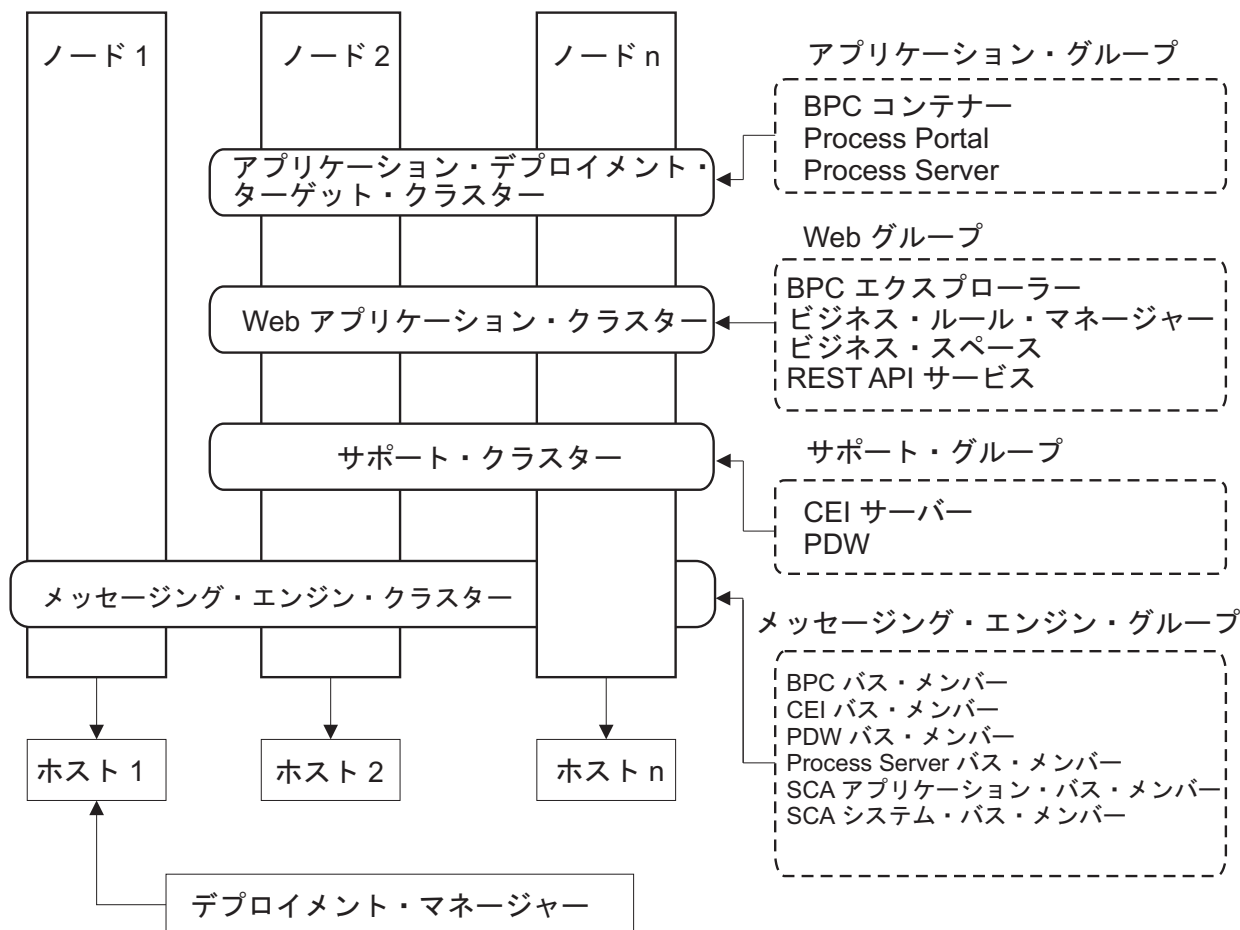 ノード 1
ノード 2
ノード n
アプリケーション・デプロイメント・
ターゲット・クラスター
Web アプリケーション・クラスター
サポート・クラスター
メッセージング・エンジン・クラスター
ホスト 1
ホスト 2
ホスト n
デプロイメント・マネージャー
アプリケーション・グループ
BPC コンテナー
Process Portal
Process Server
Web グループ
BPC エクスプローラー
ビジネス・ルール・マネージャー
ビジネス・スペース
REST API サービス
サポート・グループ
CEI サーバー
PDW
メッセージング・エンジン・グループ
BPC バス・メンバー
CEI バス・メンバー
PDW バス・メンバー
Process Server バス・メンバー
SCA アプリケーション・バス・メンバー
SCA システム・バス・メンバー